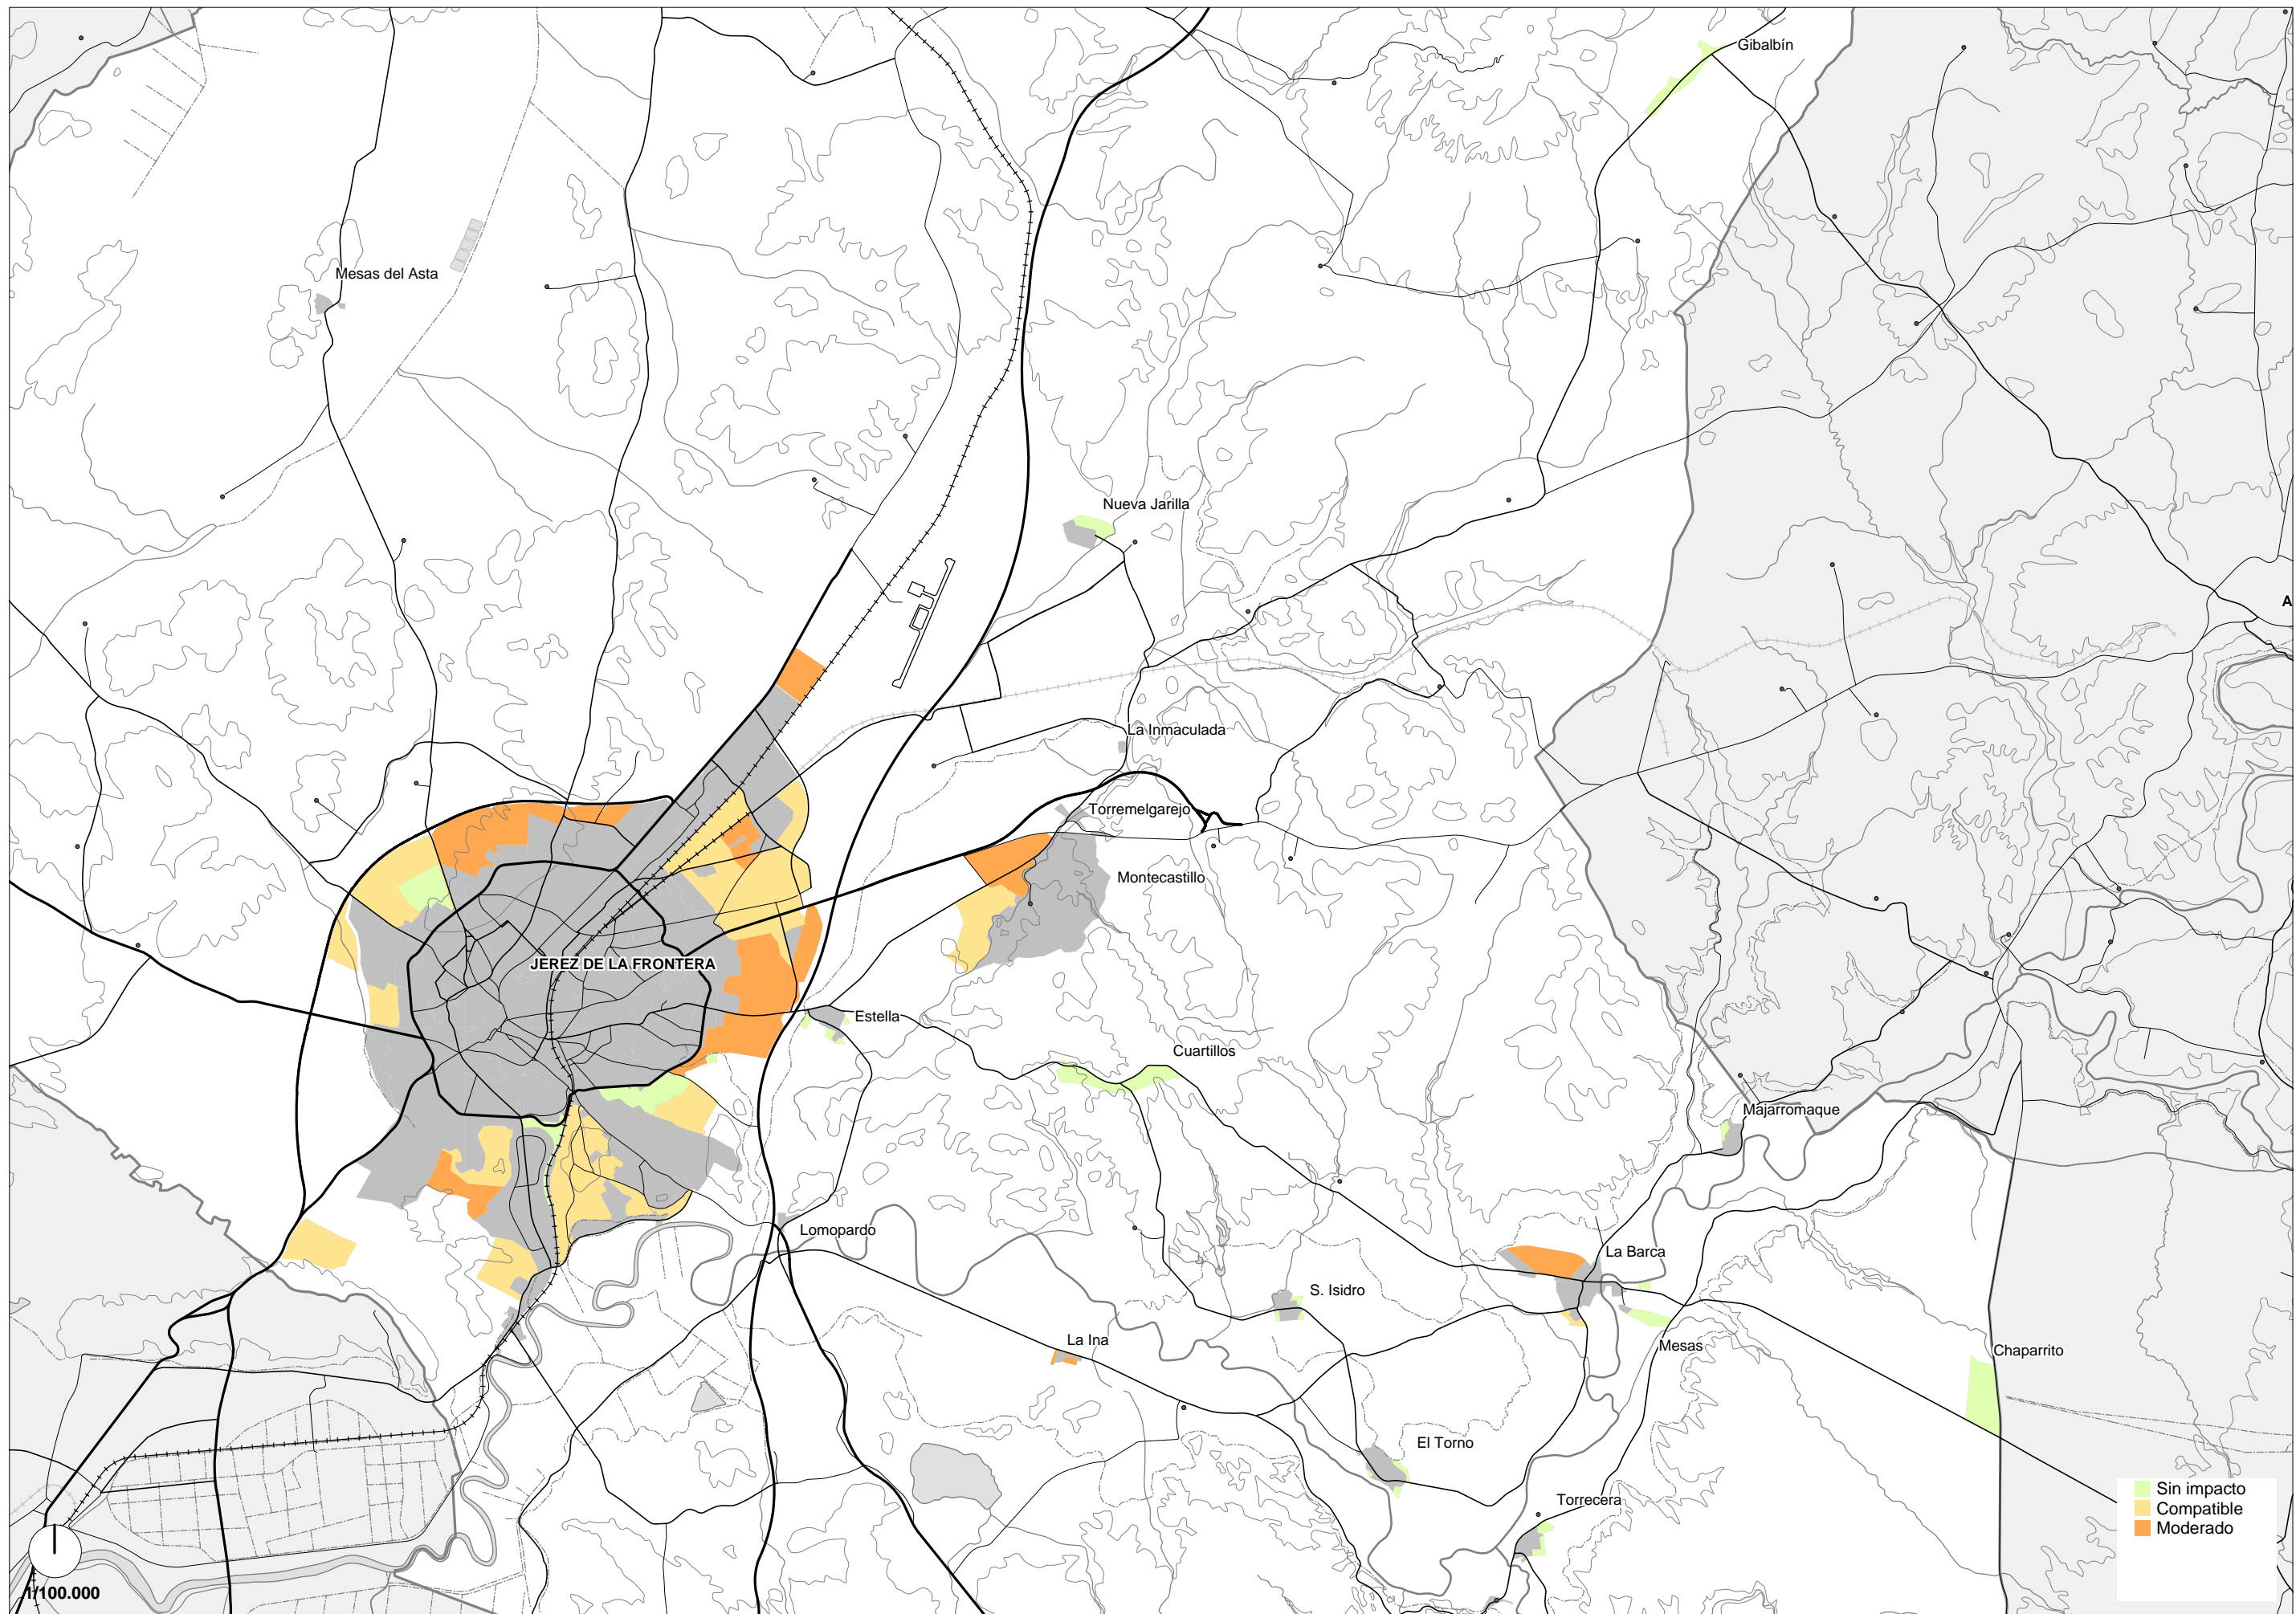 Gibalbín
Mesas del Asta
Nueva Jarilla
A
La Inmaculada
Torremelgarejo
Montecastillo
JEREZ DE LA FRONTERA
Estella
Cuartillos
Majarromaque
Lomopardo
La Barca
S. Isidro
La Ina
Mesas
Chaparrito
El Torno
Torrecera
Sin impacto
Compatible
Moderado
1/100.000